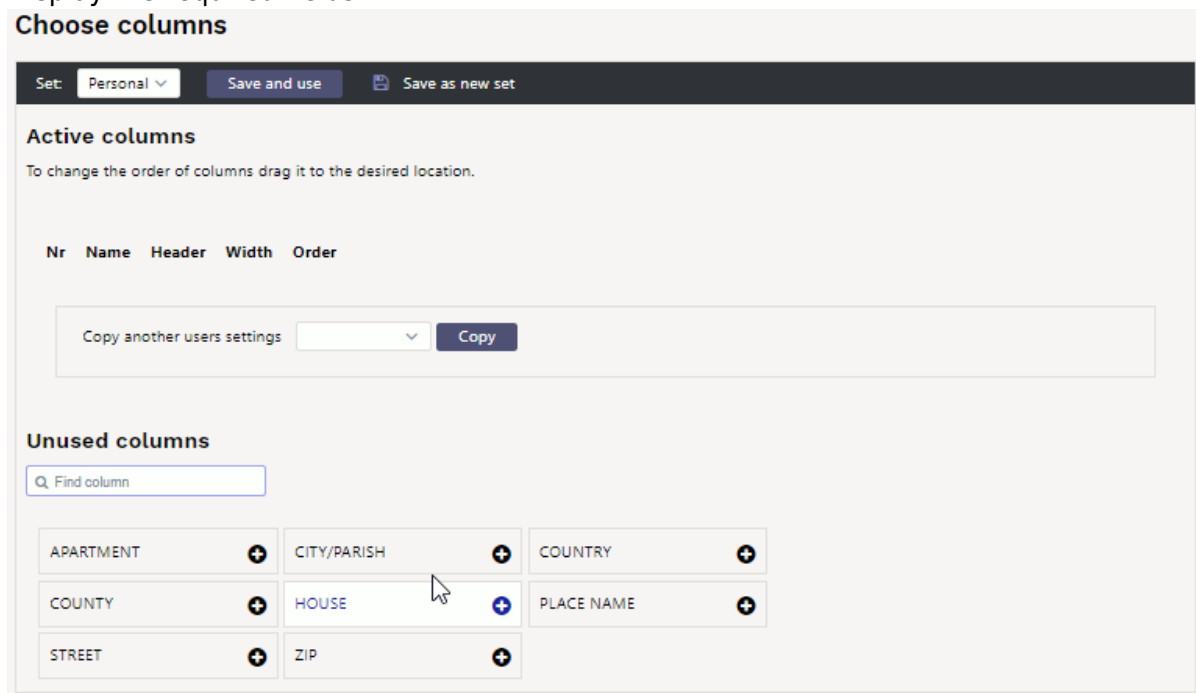 Choose columns
Set: Personal Save and use Save as new set
Active columns
To change the order of columns drag it to the desired location.
Nr Name Header Width Order
Copy another users settings Copy
Unused columns
Find column
APARTMENT CITY/PARISH COUNTRY
COUNTY HOUSE PLACE NAME
STREET ZIP